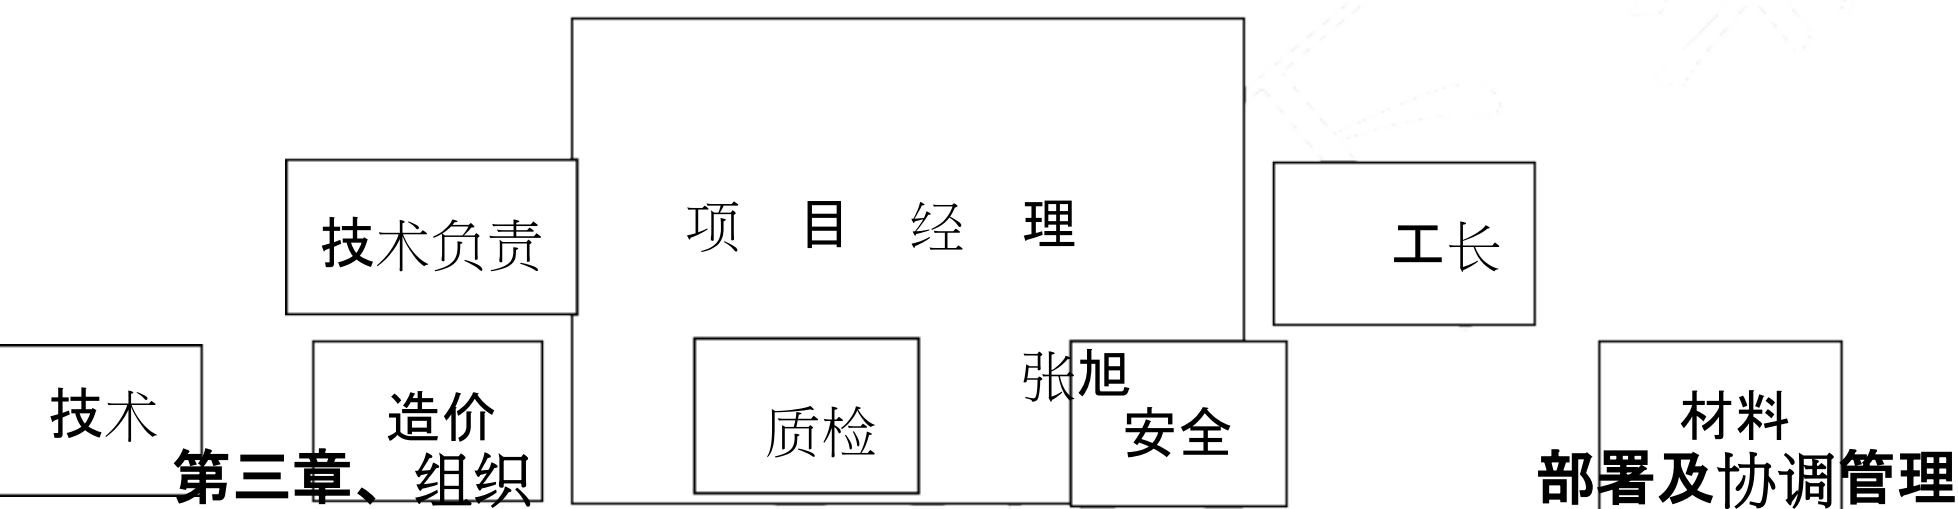 项目经理
技术负责
工长
张旭
技术
造价
质检
安全
材料
第三章、组织部署及协调管理